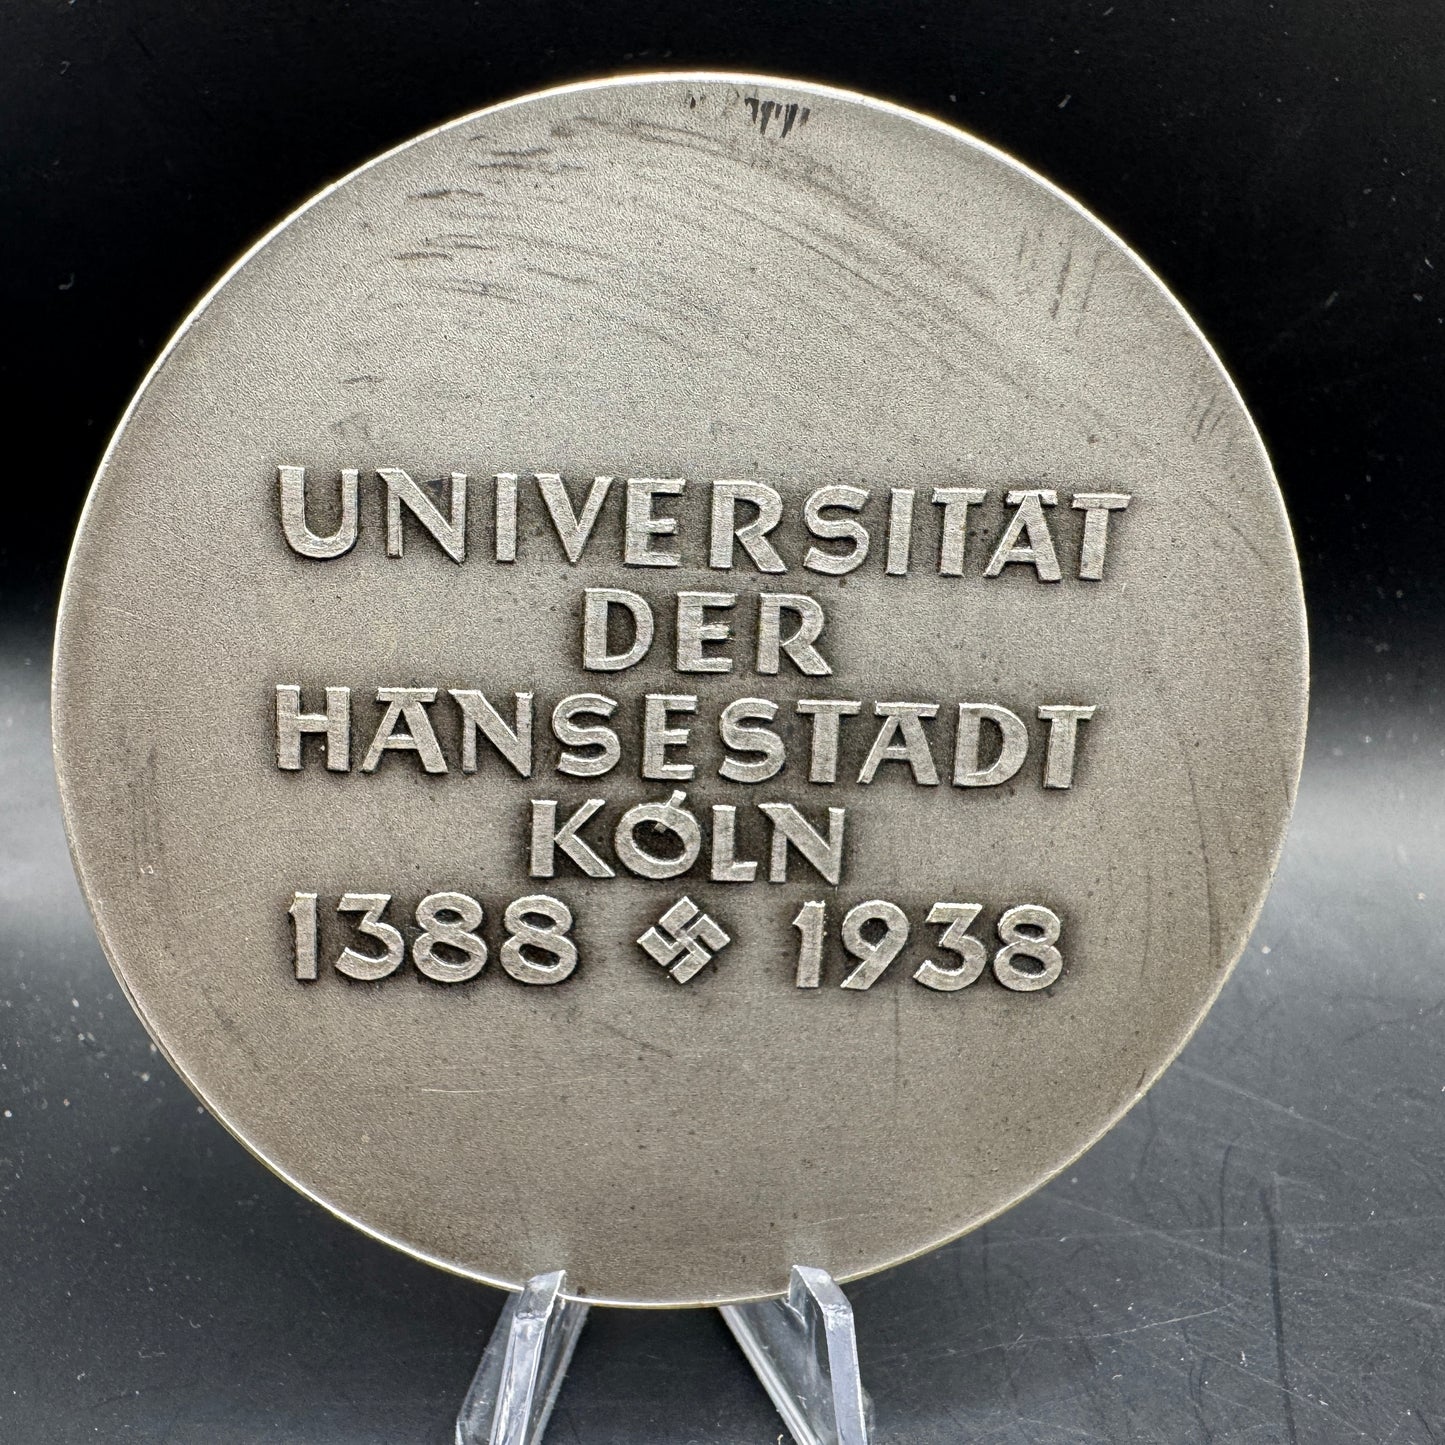 UNIVERSITÄT
DER
HANSESTADT
KÖLN
1388 卐 1938